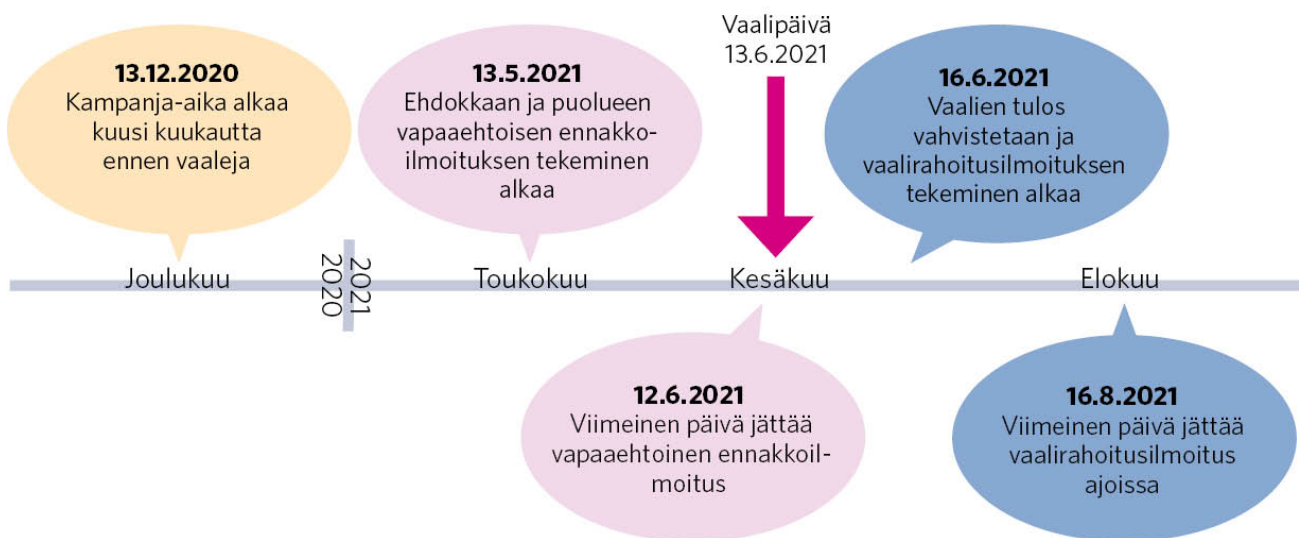 13.12.2020
Kampanja-aika alkaa
kuusi kuukautta
ennen vaaleja
13.5.2021
Ehdokkaan ja puolueen
vapaaehtoisen ennakko-
ilmoituksen tekeminen
alkaa
Vaalipäivä
13.6.2021
16.6.2021
Vaalien tulos
vahvistetaan ja
vaalirahoitusilmoituksen
tekeminen alkaa
Joulukuu
2020
2021
Toukokuu
Kesäkuu
Elokuu
12.6.2021
Viimeinen päivä jättää
vapaaehtoinen ennakkoil-
moitus
16.8.2021
Viimeinen päivä jättää
vaalirahoitusilmoitus
ajoissa